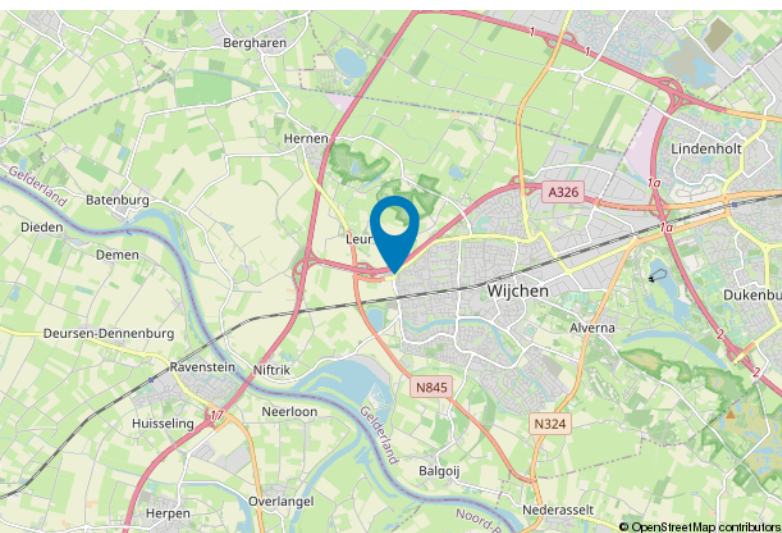 Bergharen
1
1
Hernen
Lindenholt
1a
A326
Gelderland
Batenburg
Dieden
Leur
1a
Demen
Wijchen
Dukenbu
Alverna
Deursen-Dennenburg
2
Ravenstein
Niftrik
2
N845
17
Neerloon
Huisseling
Gelderland
N324
Balgoij
Overlangel
Herpen
Nederasselt
Noord-
© OpenStreetMap contributors